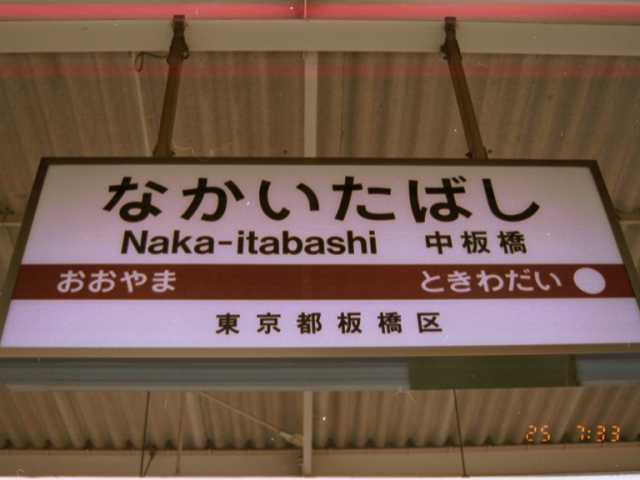 なかいたばし
Naka-itabashi 中板橋
おおやま ときわだい
東京都板橋区
25 7:33